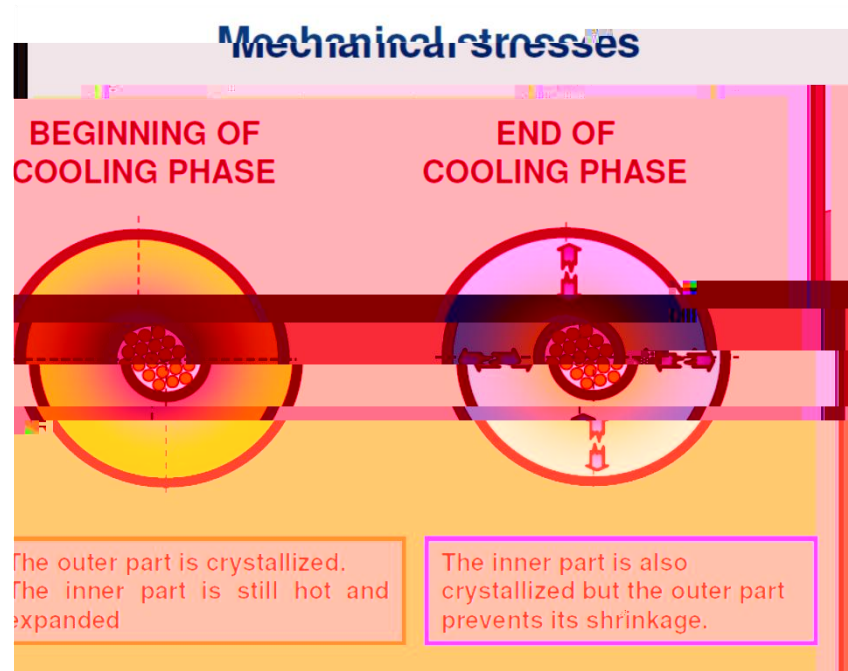 Mechanical stresses
BEGINNING OF
COOLING PHASE
END OF
COOLING PHASE
The outer part is crystallized.
The inner part is still hot and
expanded
The inner part is also
crystallized but the outer part
prevents its shrinkage.